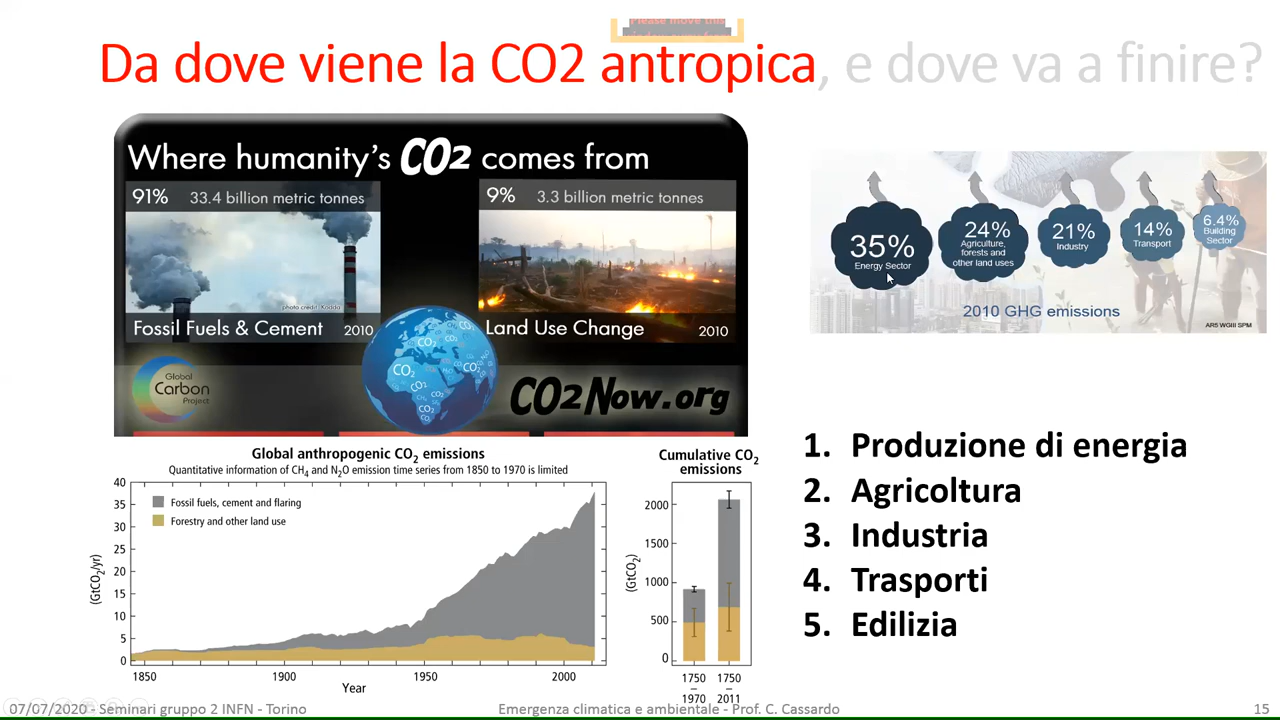 Please move this
Da dove viene la CO2 antropica, e dove va a finire?
Where humanity's CO2 comes from
91% 33.4 billion metric tonnes
9% 3.3 billion metric tonnes
photo credit: Kodda
Fossil Fuels & Cement 2010
Land Use Change 2010
Global
Carbon
Project
CO2Now.org
35%
Energy Sector
24%
Agriculture,
forests and
other land uses
21%
Industry
14%
Transport
6.4%
Building
Sector
2010 GHG emissions
AR5 WGIII SPM
1. Produzione di energia
2. Agricoltura
3. Industria
4. Trasporti
5. Edilizia
Global anthropogenic CO2 emissions
Quantitative information of CH4 and N2O emission time series from 1850 to 1970 is limited
40
35
30
25
20
15
10
5
0
(GtCO2/yr)
Fossil fuels, cement and flaring
Forestry and other land use
1850 1900 1950 2000
Year
Cumulative CO2
emissions
2000
1500
1000
500
0
(GtCO2)
1750 1750
– –
1970 2011
07/07/2020 - Seminari gruppo 2 INFN - Torino
Emergenza climatica e ambientale - Prof. C. Cassardo
15